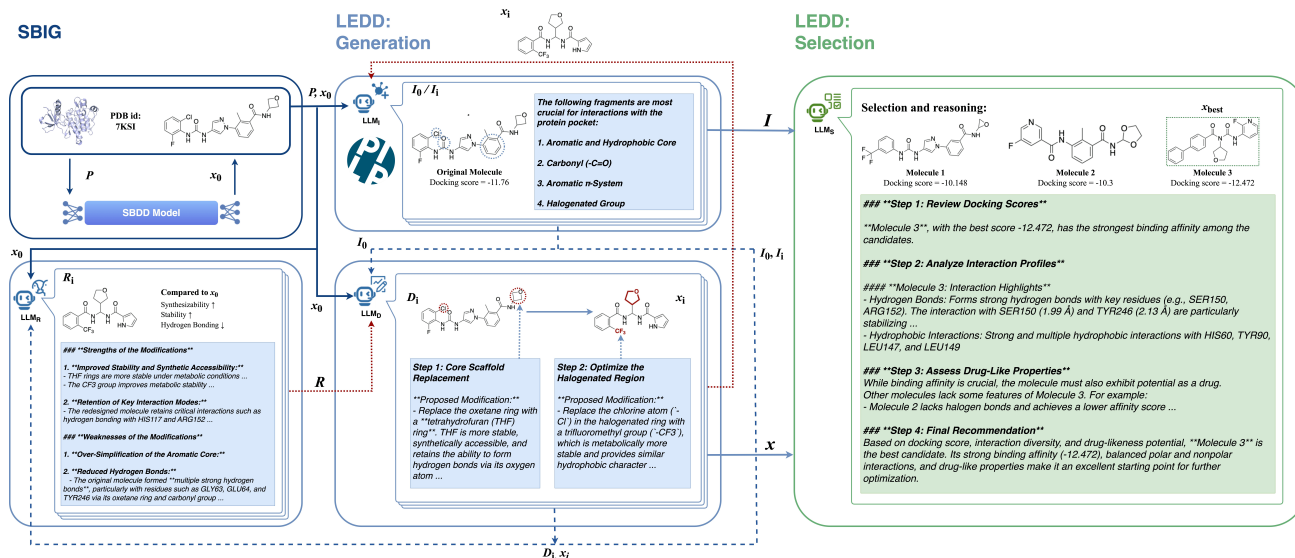 SBIG
LEDD:
Generation
LEDD:
Selection
x_i
CF₃
PDB id:
7KSI
P
x₀
SBDD Model
P, x₀
LLM_I
I₀ / I_i
Original Molecule
Docking score = -11.76
The following fragments are most
crucial for interactions with the
protein pocket:
1. Aromatic and Hydrophobic Core
2. Carbonyl (-C=O)
3. Aromatic π-System
4. Halogenated Group
I
x₀
I₀
I₀, I_i
LLM_R
R_i
Compared to x₀
Synthesizability ↑
Stability ↑
Hydrogen Bonding ↓
CF₃
### **Strengths of the Modifications**
1. **Improved Stability and Synthetic Accessibility:**
- THF rings are more stable under metabolic conditions ...
- The CF3 group improves metabolic stability ...
2. **Retention of Key Interaction Modes:**
- The redesigned molecule retains critical interactions such as
hydrogen bonding with HIS117 and ARG152 ...
### **Weaknesses of the Modifications**
1. **Over-Simplification of the Aromatic Core:**
2. **Reduced Hydrogen Bonds:**
- The original molecule formed **multiple strong hydrogen
bonds**, particularly with residues such as GLY63, GLU64, and
TYR246 via its oxetane ring and carbonyl group ...
R
x₀
LLM_D
D_i
x_i
CF₃
Step 1: Core Scaffold
Replacement
**Proposed Modification:**
- Replace the oxetane ring with
a **tetrahydrofuran (THF)
ring**. THF is more stable,
synthetically accessible, and
retains the ability to form
hydrogen bonds via its oxygen
atom ...
Step 2: Optimize the
Halogenated Region
**Proposed Modification:**
- Replace the chlorine atom (`-
Cl`) in the halogenated ring with
a trifluoromethyl group (`-CF3`),
which is metabolically more
stable and provides similar
hydrophobic character ...
x
D_i, x_i
LLM_S
Selection and reasoning:
x_best
Molecule 1
Docking score = -10.148
Molecule 2
Docking score = -10.3
Molecule 3
Docking score = -12.472
### **Step 1: Review Docking Scores**
**Molecule 3**, with the best score -12.472, has the strongest binding affinity among the
candidates.
### **Step 2: Analyze Interaction Profiles**
#### **Molecule 3: Interaction Highlights**
- Hydrogen Bonds: Forms strong hydrogen bonds with key residues (e.g., SER150,
ARG152). The interaction with SER150 (1.99 Å) and TYR246 (2.13 Å) are particularly
stabilizing ...
- Hydrophobic Interactions: Strong and multiple hydrophobic interactions with HIS60, TYR90,
LEU147, and LEU149
### **Step 3: Assess Drug-Like Properties**
While binding affinity is crucial, the molecule must also exhibit potential as a drug.
Other molecules lack some features of Molecule 3. For example:
- Molecule 2 lacks halogen bonds and achieves a lower affinity score ...
### **Step 4: Final Recommendation**
Based on docking score, interaction diversity, and drug-likeness potential, **Molecule 3** is
the best candidate. Its strong binding affinity (-12.472), balanced polar and nonpolar
interactions, and drug-like properties make it an excellent starting point for further
optimization.